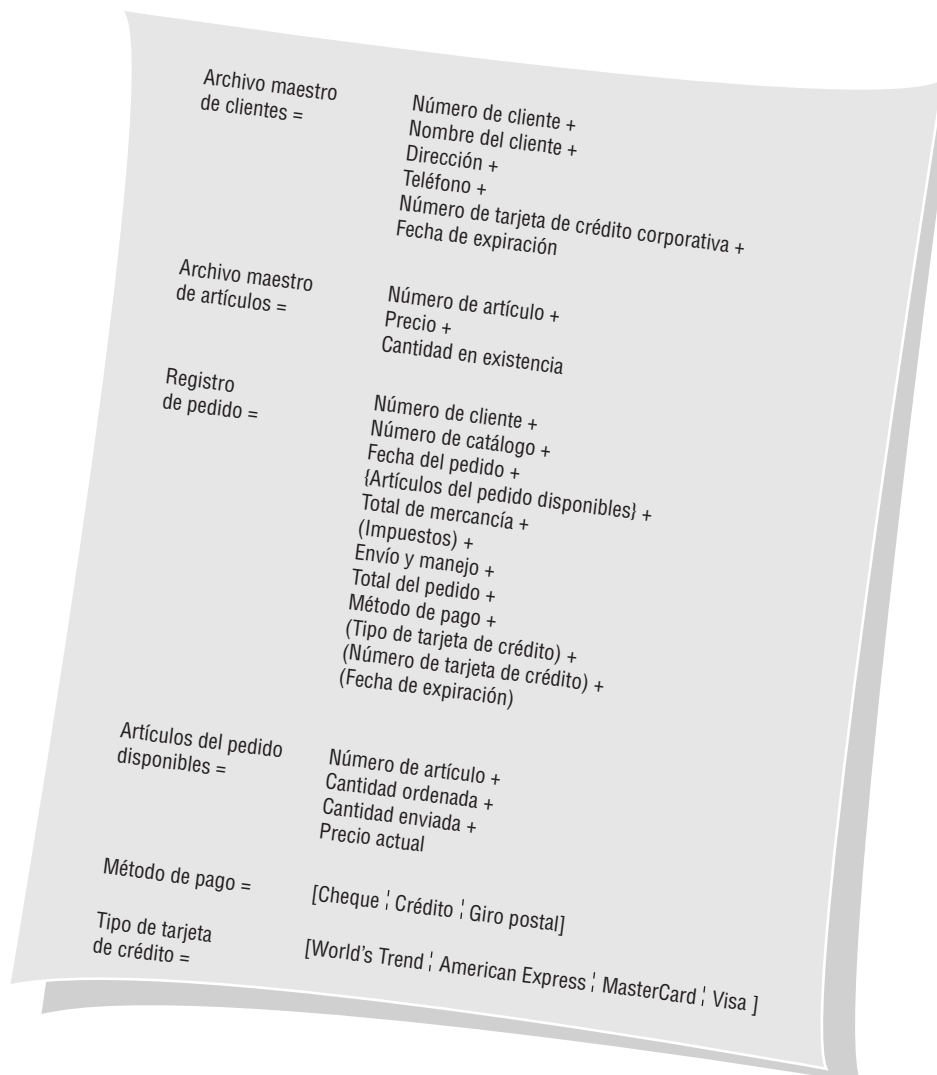 Archivo maestro
de clientes =
Número de cliente +
Nombre del cliente +
Dirección +
Teléfono +
Número de tarjeta de crédito corporativa +
Fecha de expiración
Archivo maestro
de artículos =
Número de artículo +
Precio +
Cantidad en existencia
Registro
de pedido =
Número de cliente +
Número de catálogo +
Fecha del pedido +
{Artículos del pedido disponibles} +
Total de mercancía +
(Impuestos) +
Envío y manejo +
Total del pedido +
Método de pago +
(Tipo de tarjeta de crédito) +
(Número de tarjeta de crédito) +
(Fecha de expiración)
Artículos del pedido
disponibles =
Número de artículo +
Cantidad ordenada +
Cantidad enviada +
Precio actual
Método de pago =
[Cheque ¦ Crédito ¦ Giro postal]
Tipo de tarjeta
de crédito =
[World's Trend ¦ American Express ¦ MasterCard ¦ Visa ]